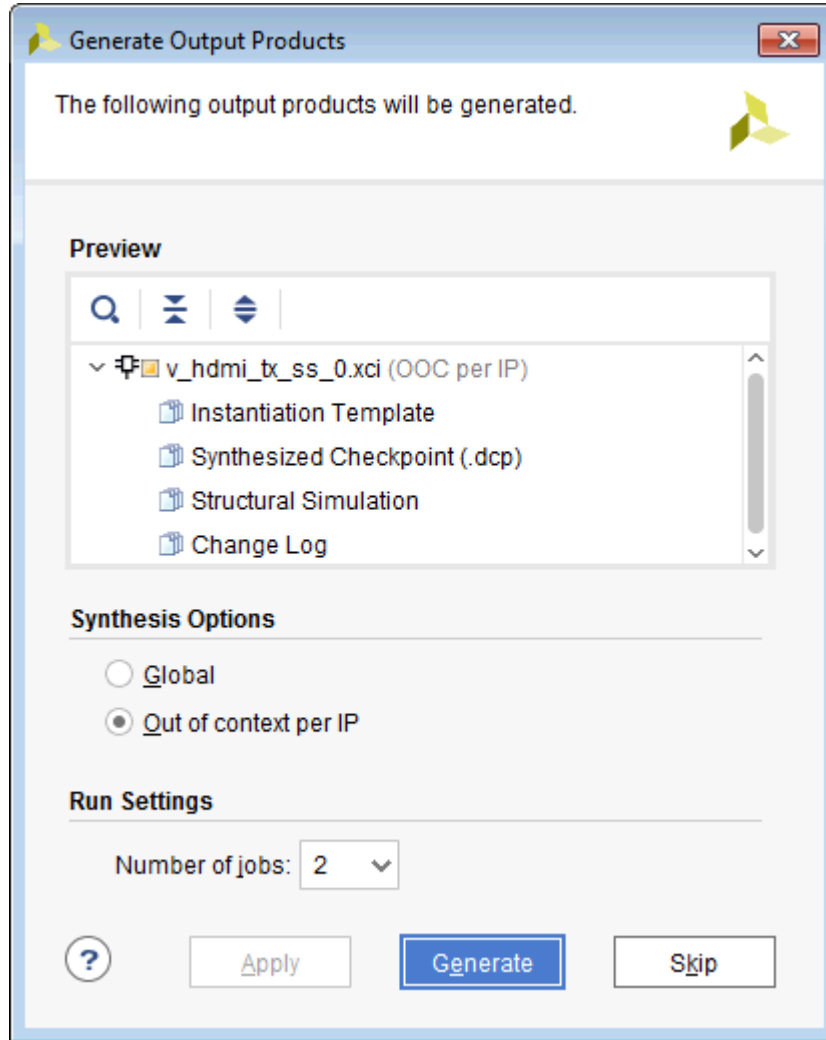 Generate Output Products
The following output products will be generated.
Preview
v_hdmi_tx_ss_0.xci (OOC per IP)
Instantiation Template
Synthesized Checkpoint (.dcp)
Structural Simulation
Change Log
Synthesis Options
Global
Out of context per IP
Run Settings
Number of jobs: 2
? Apply Generate Skip